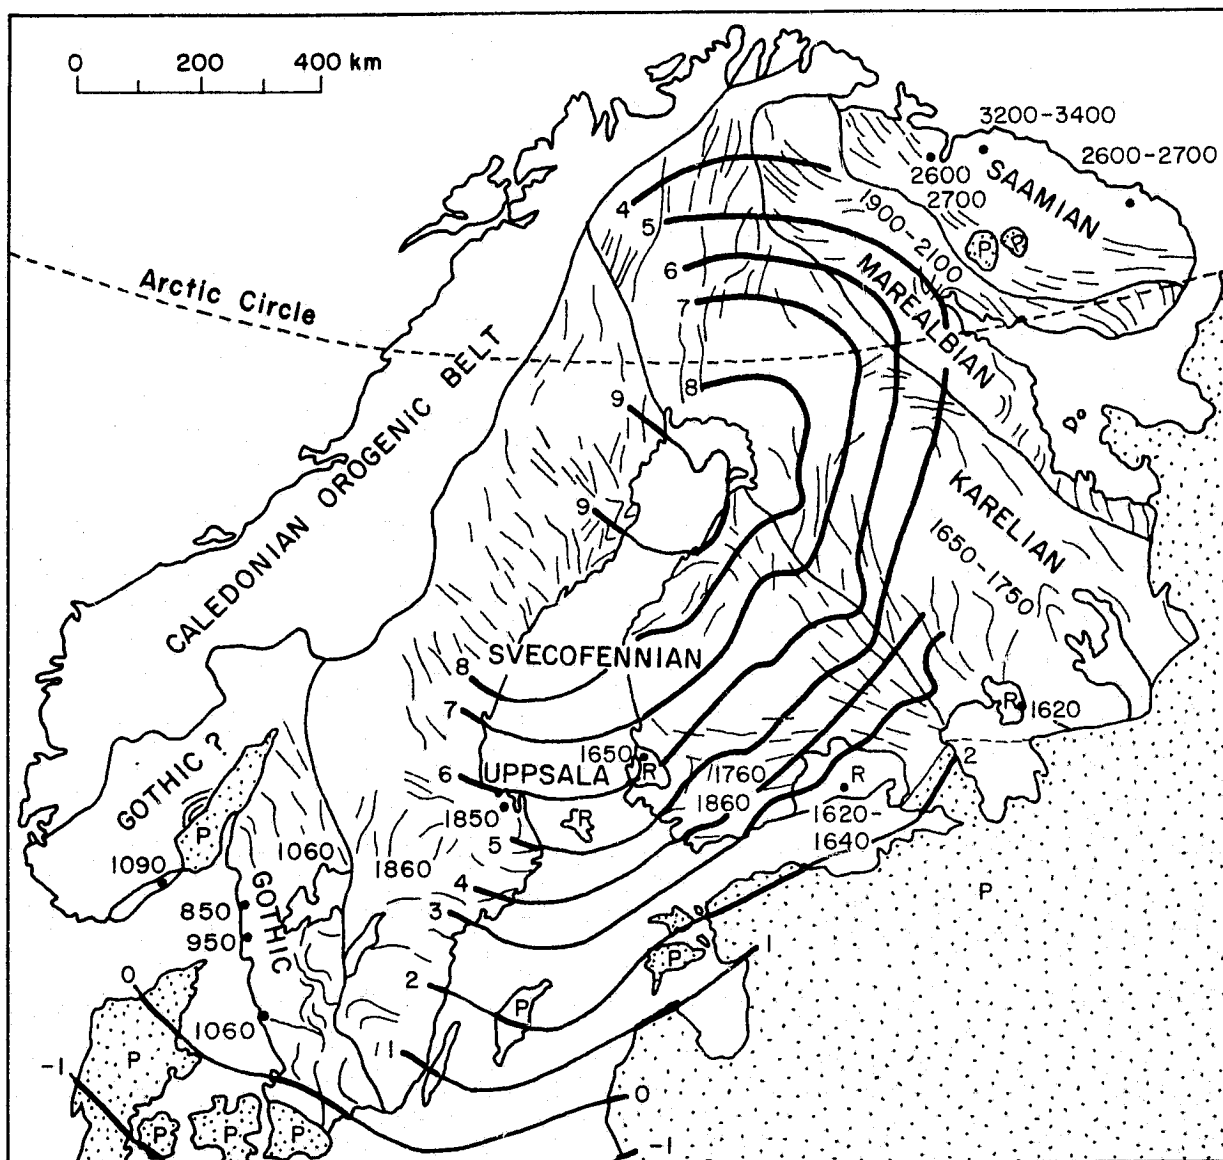 0 200 400 km
3200-3400
2600-2700
2600
2700
SAAMIAN
P
P
1900-2100
4
5
6
7
8
9
9
Arctic Circle
MAREALBIAN
CALEDONIAN OROGENIC BELT
KARELIAN
1650-1750
SVECOFENNIAN
8
7
R
1620
1650
R
6
UPPSALA
1760
1860
R
2
1620-
1640
1850
R
5
GOTHIC ?
P
1090
1060
1860
GOTHIC
4
3
850
950
P
P
1
0
2
P
1060
1
P
-1
0
P
P
P
-1